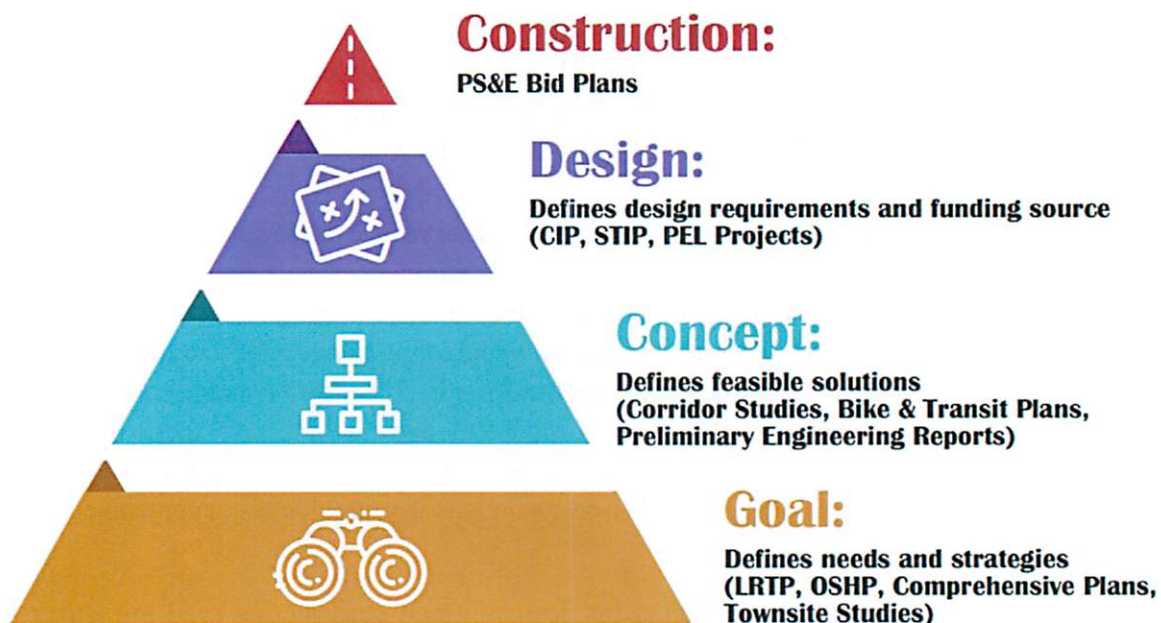 Construction:
PS&E Bid Plans
Design:
Defines design requirements and funding source
(CIP, STIP, PEL Projects)
Concept:
Defines feasible solutions
(Corridor Studies, Bike & Transit Plans,
Preliminary Engineering Reports)
Goal:
Defines needs and strategies
(LRTP, OSHP, Comprehensive Plans,
Townsite Studies)